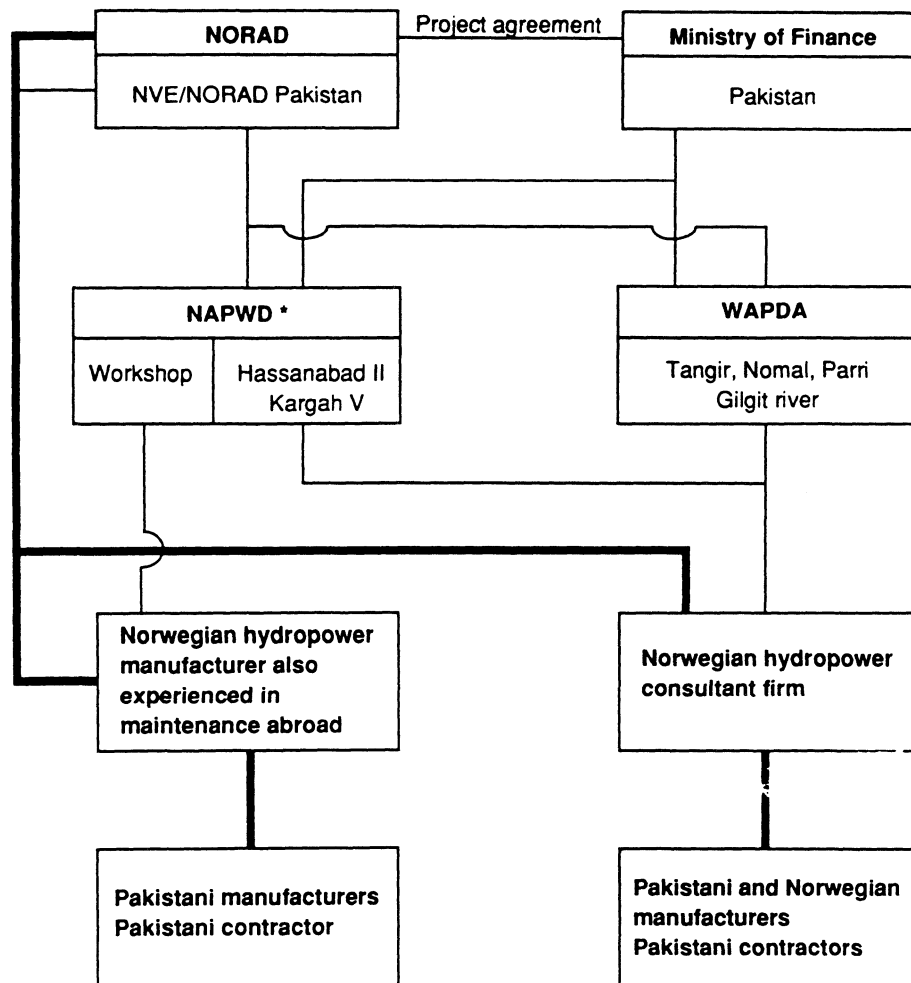 NORAD
Project agreement
Ministry of Finance
NVE/NORAD Pakistan
Pakistan
NAPWD *
WAPDA
Workshop
Hassanabad II
Kargah V
Tangir, Nomal, Parri
Gilgit river
Norwegian hydropower
manufacturer also
experienced in
maintenance abroad
Norwegian hydropower
consultant firm
Pakistani manufacturers
Pakistani contractor
Pakistani and Norwegian
manufacturers
Pakistani contractors